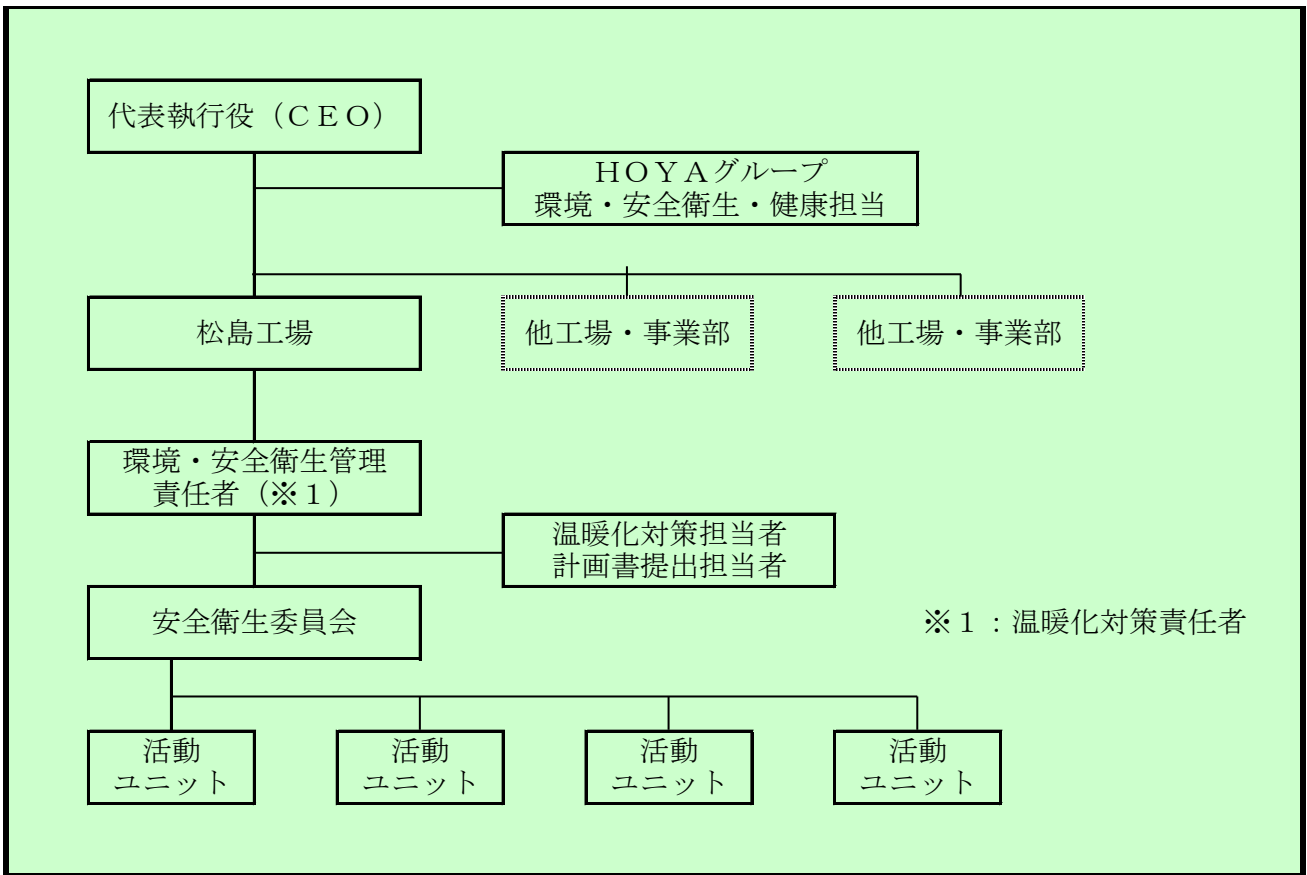 代表執行役（ＣＥＯ）
ＨＯＹＡグループ
環境・安全衛生・健康担当
松島工場
他工場・事業部
他工場・事業部
環境・安全衛生管理
責任者（※１）
温暖化対策担当者
計画書提出担当者
安全衛生委員会
※１：温暖化対策責任者
活動
ユニット
活動
ユニット
活動
ユニット
活動
ユニット